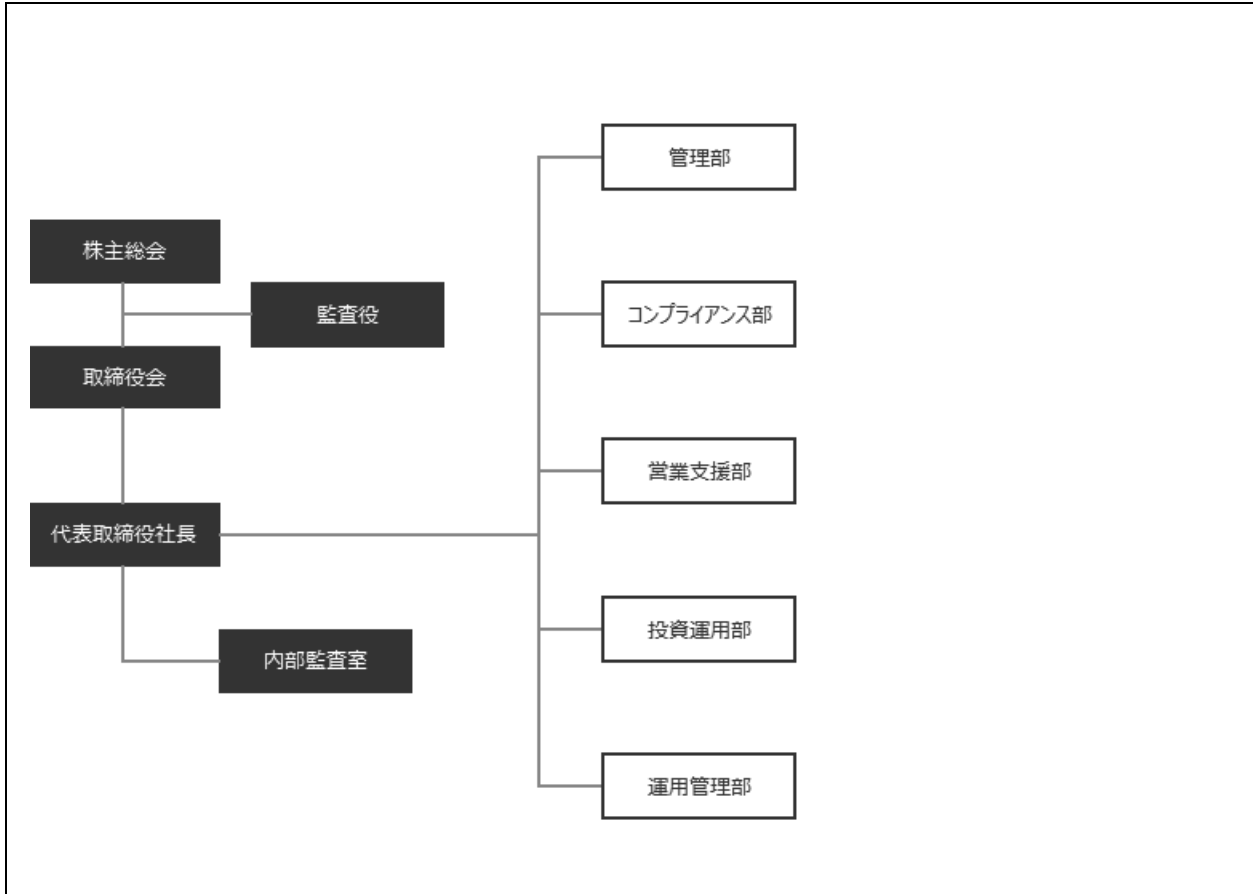 株主総会
監査役
取締役会
代表取締役社長
内部監査室
管理部
コンプライアンス部
営業支援部
投資運用部
運用管理部